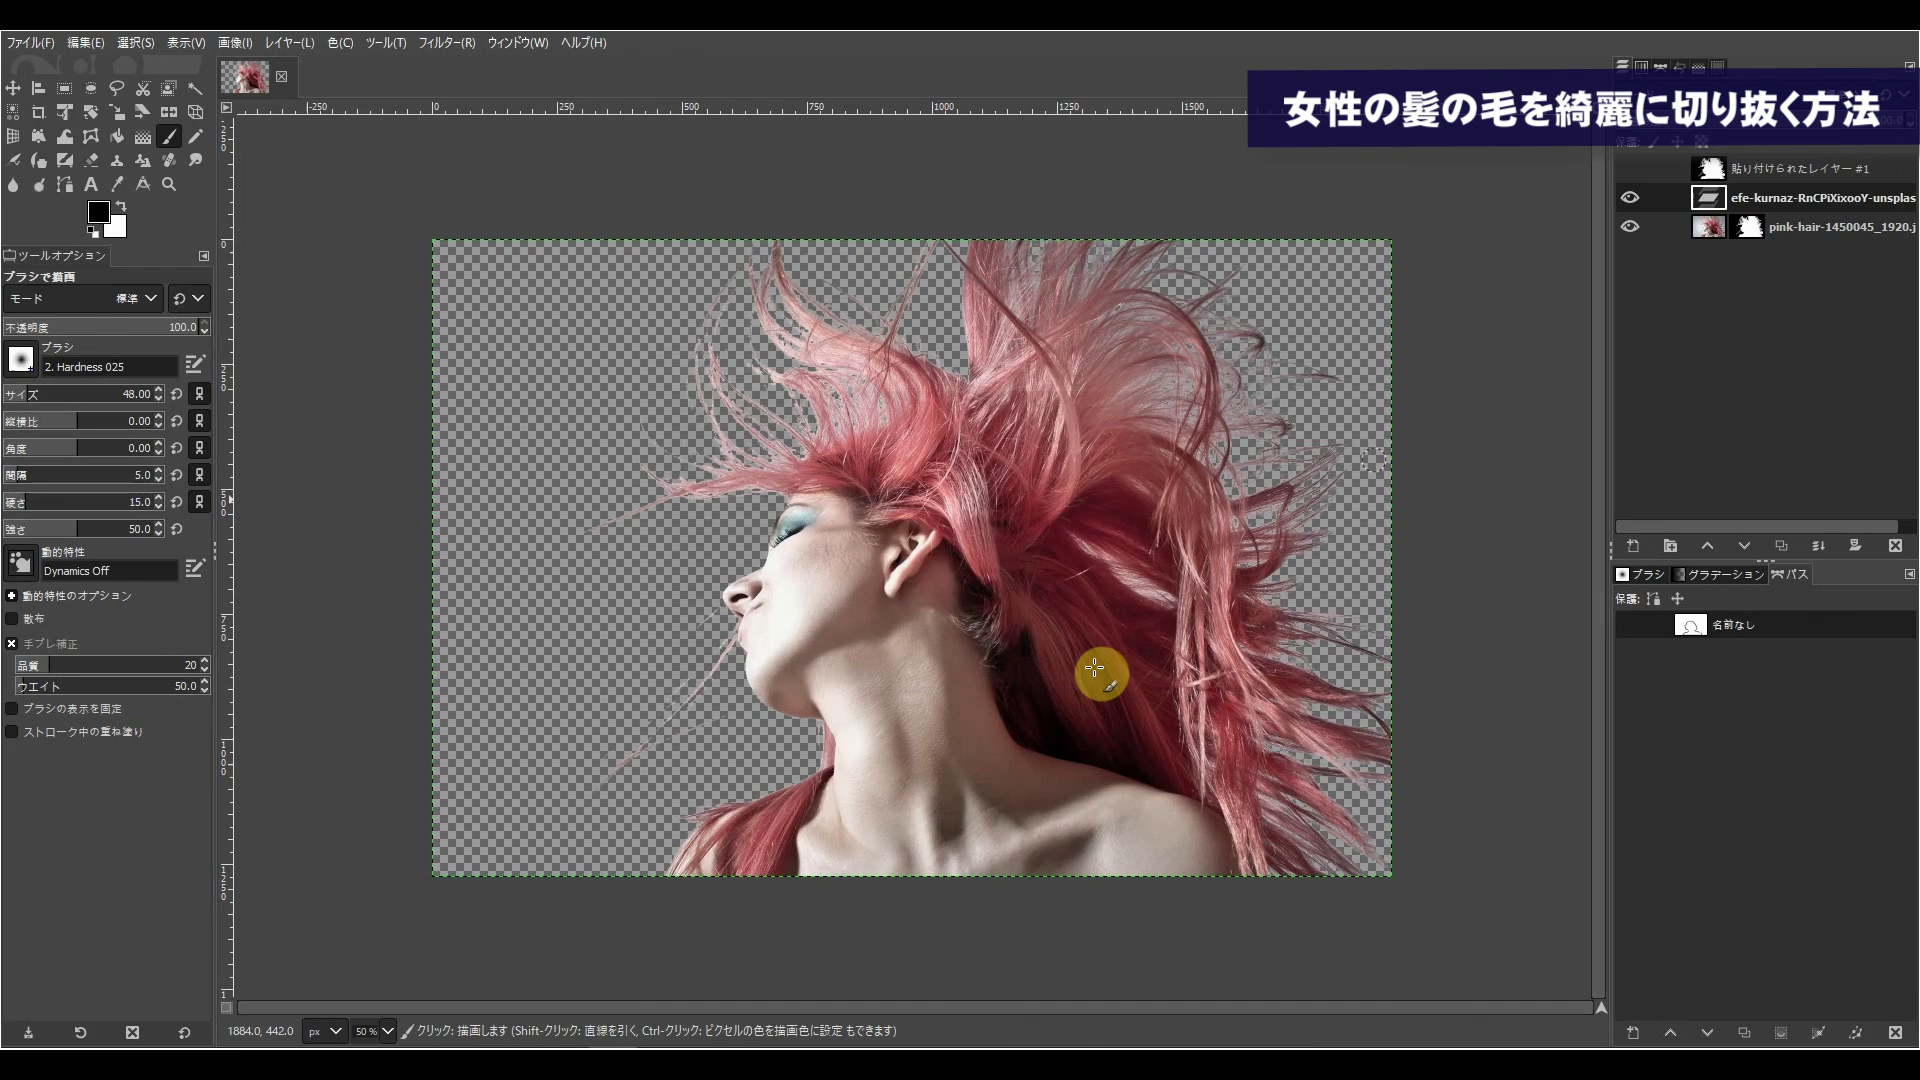 ファイル(F) 編集(E) 選択(S) 表示(V) 画像(I) レイヤー(L) 色(C) ツール(T) フィルター(R) ウィンドウ(W) ヘルプ(H)
女性の髪の毛を綺麗に切り抜く方法
-250 0 250 500 750 1000 1250 1500
ツールオプション
ブラシで描画
モード 標準
不透明度 100.0
ブラシ
2. Hardness 025
サイズ 48.00
縦横比 0.00
角度 0.00
間隔 5.0
硬さ 15.0
強さ 50.0
動的特性
Dynamics Off
動的特性のオプション
散布
手ブレ補正
品質 20
ウエイト 50.0
ブラシの表示を固定
ストローク中の重ね塗り
保護:
貼り付けられたレイヤー #1
efe-kurnaz-RnCPiXixooY-unsplas
pink-hair-1450045_1920.j
ブラシ グラデーション パス
保護:
名前なし
1884.0, 442.0 px 50 % クリック: 描画します (Shift-クリック: 直線を引く, Ctrl-クリック: ピクセルの色を描画色に設定 もできます)